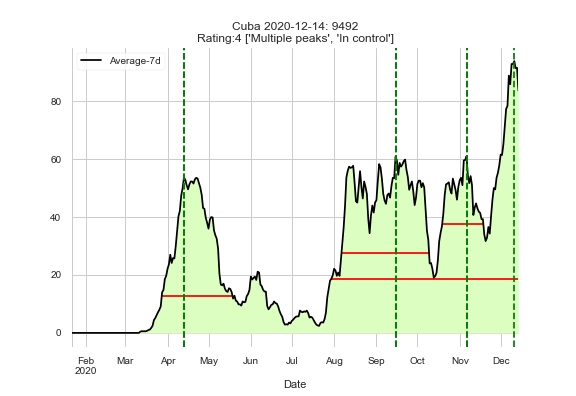 Cuba 2020-12-14: 9492
Rating:4 ['Multiple peaks', 'In control']
Average-7d
80
60
40
20
0
Feb Mar Apr May Jun Jul Aug Sep Oct Nov Dec
2020
Date